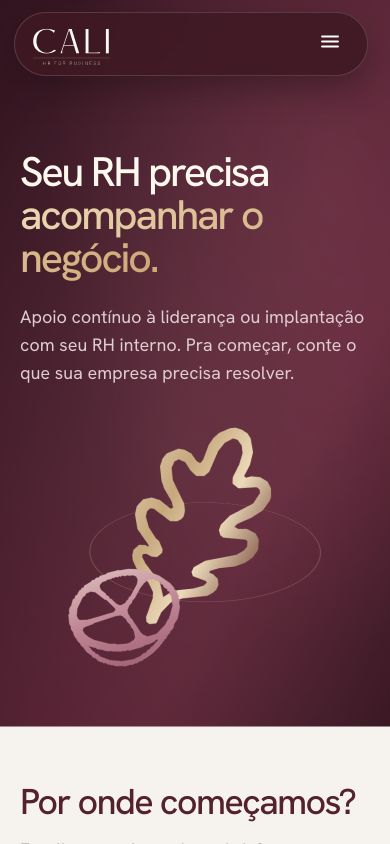 CALI
HR FOR BUSINESS
Seu RH precisa
acompanhar o
negócio.
Apoio contínuo à liderança ou implantação
com seu RH interno. Pra começar, conte o
que sua empresa precisa resolver.
Por onde começamos?